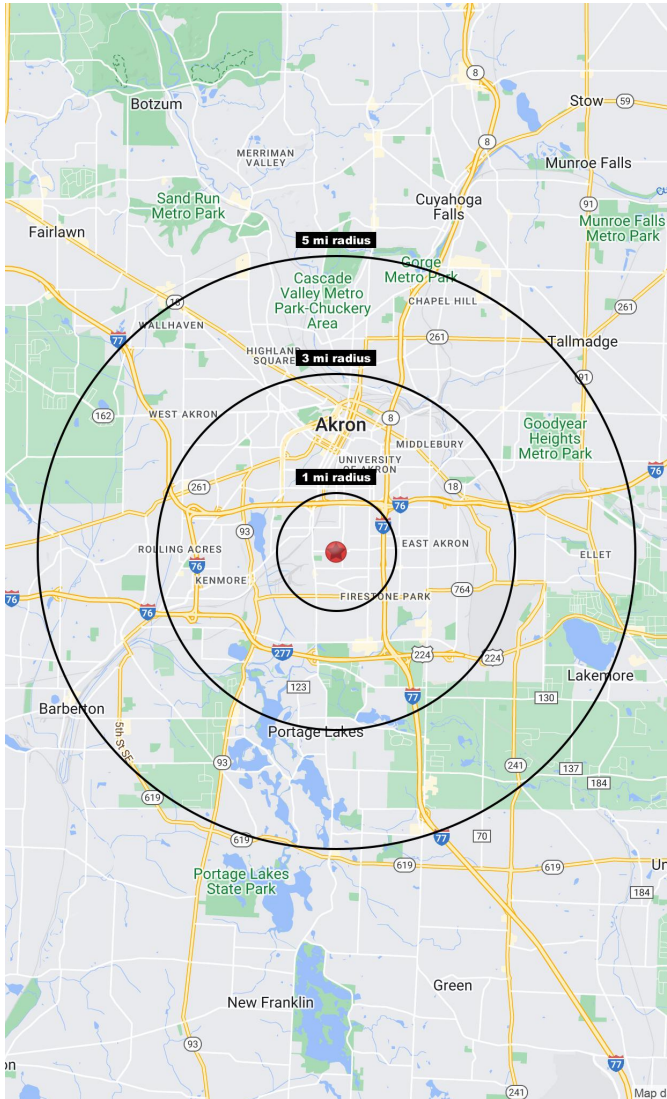 8
Stow
59
Botzum
MERRIMAN
VALLEY
8
Munroe Falls
Sand Run
Metro Park
Cuyahoga
Falls
91
Munroe Falls
Metro Park
Fairlawn
5 mi radius
Gorge
Metro Park
Cascade
Valley Metro
Park-Chuckery
Area
CHAPEL HILL
18
261
WALLHAVEN
77
261
Tallmadge
HIGHLAND
SQUARE
3 mi radius
91
162
WEST AKRON
8
Akron
MIDDLEBURY
Goodyear
Heights
Metro Park
UNIVERSITY
OF AKRON
76
1 mi radius
261
18
76
77
93
ROLLING ACRES
EAST AKRON
ELLET
76
KENMORE
764
FIRESTONE PARK
76
76
277
224
224
Lakemore
123
77
130
Barberton
Portage Lakes
5th St SE
93
241
137
184
619
619
77
70
619
619
Portage Lakes
State Park
Un
184
Green
New Franklin
93
on
77
241
Map d